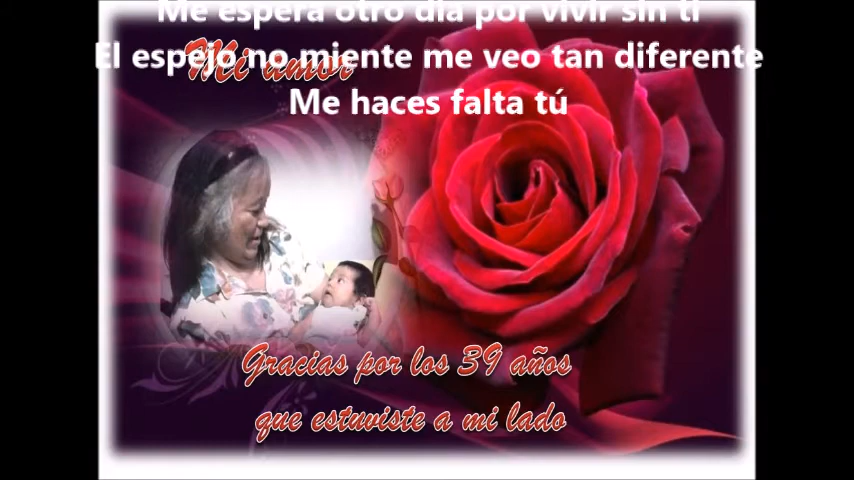 Me espera otro día por vivir sin ti
El espejo no miente me veo tan diferente
Mi amor
Me haces falta tú
Gracias por los 39 años
que estuviste a mi lado